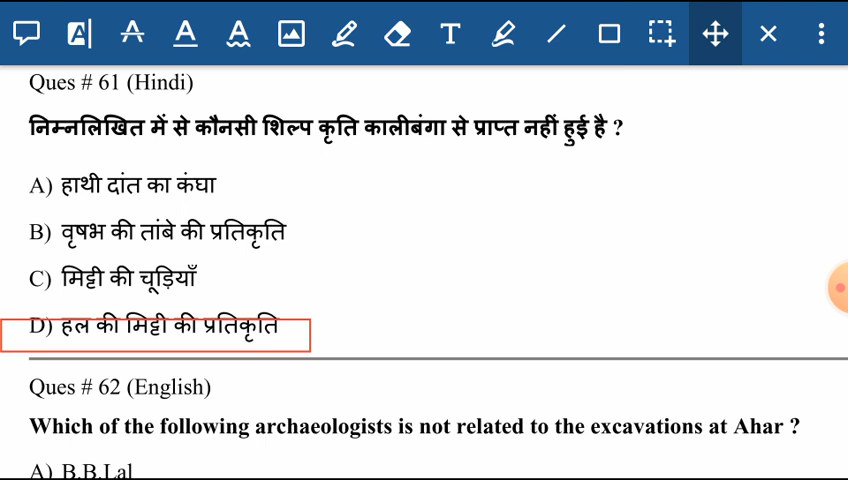 Ques # 61 (Hindi)
निम्नलिखित में से कौनसी शिल्प कृति कालीबंगा से प्राप्त नहीं हुई है ?
A) हाथी दांत का कंघा
B) वृषभ की तांबे की प्रतिकृति
C) मिट्टी की चूड़ियाँ
D) हल की मिट्टी की प्रतिकृति
Ques # 62 (English)
Which of the following archaeologists is not related to the excavations at Ahar ?
A) B.B.Lal